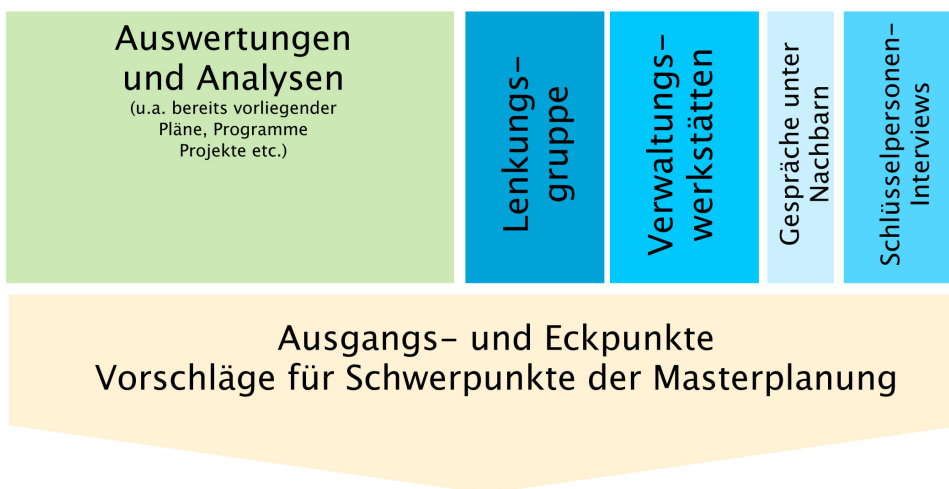 Auswertungen
und Analysen
(u.a. bereits vorliegender
Pläne, Programme
Projekte etc.)
Lenkungs-
gruppe
Verwaltungs-
werkstätten
Gespräche unter
Nachbarn
Schlüsselpersonen-
Interviews
Ausgangs- und Eckpunkte
Vorschläge für Schwerpunkte der Masterplanung